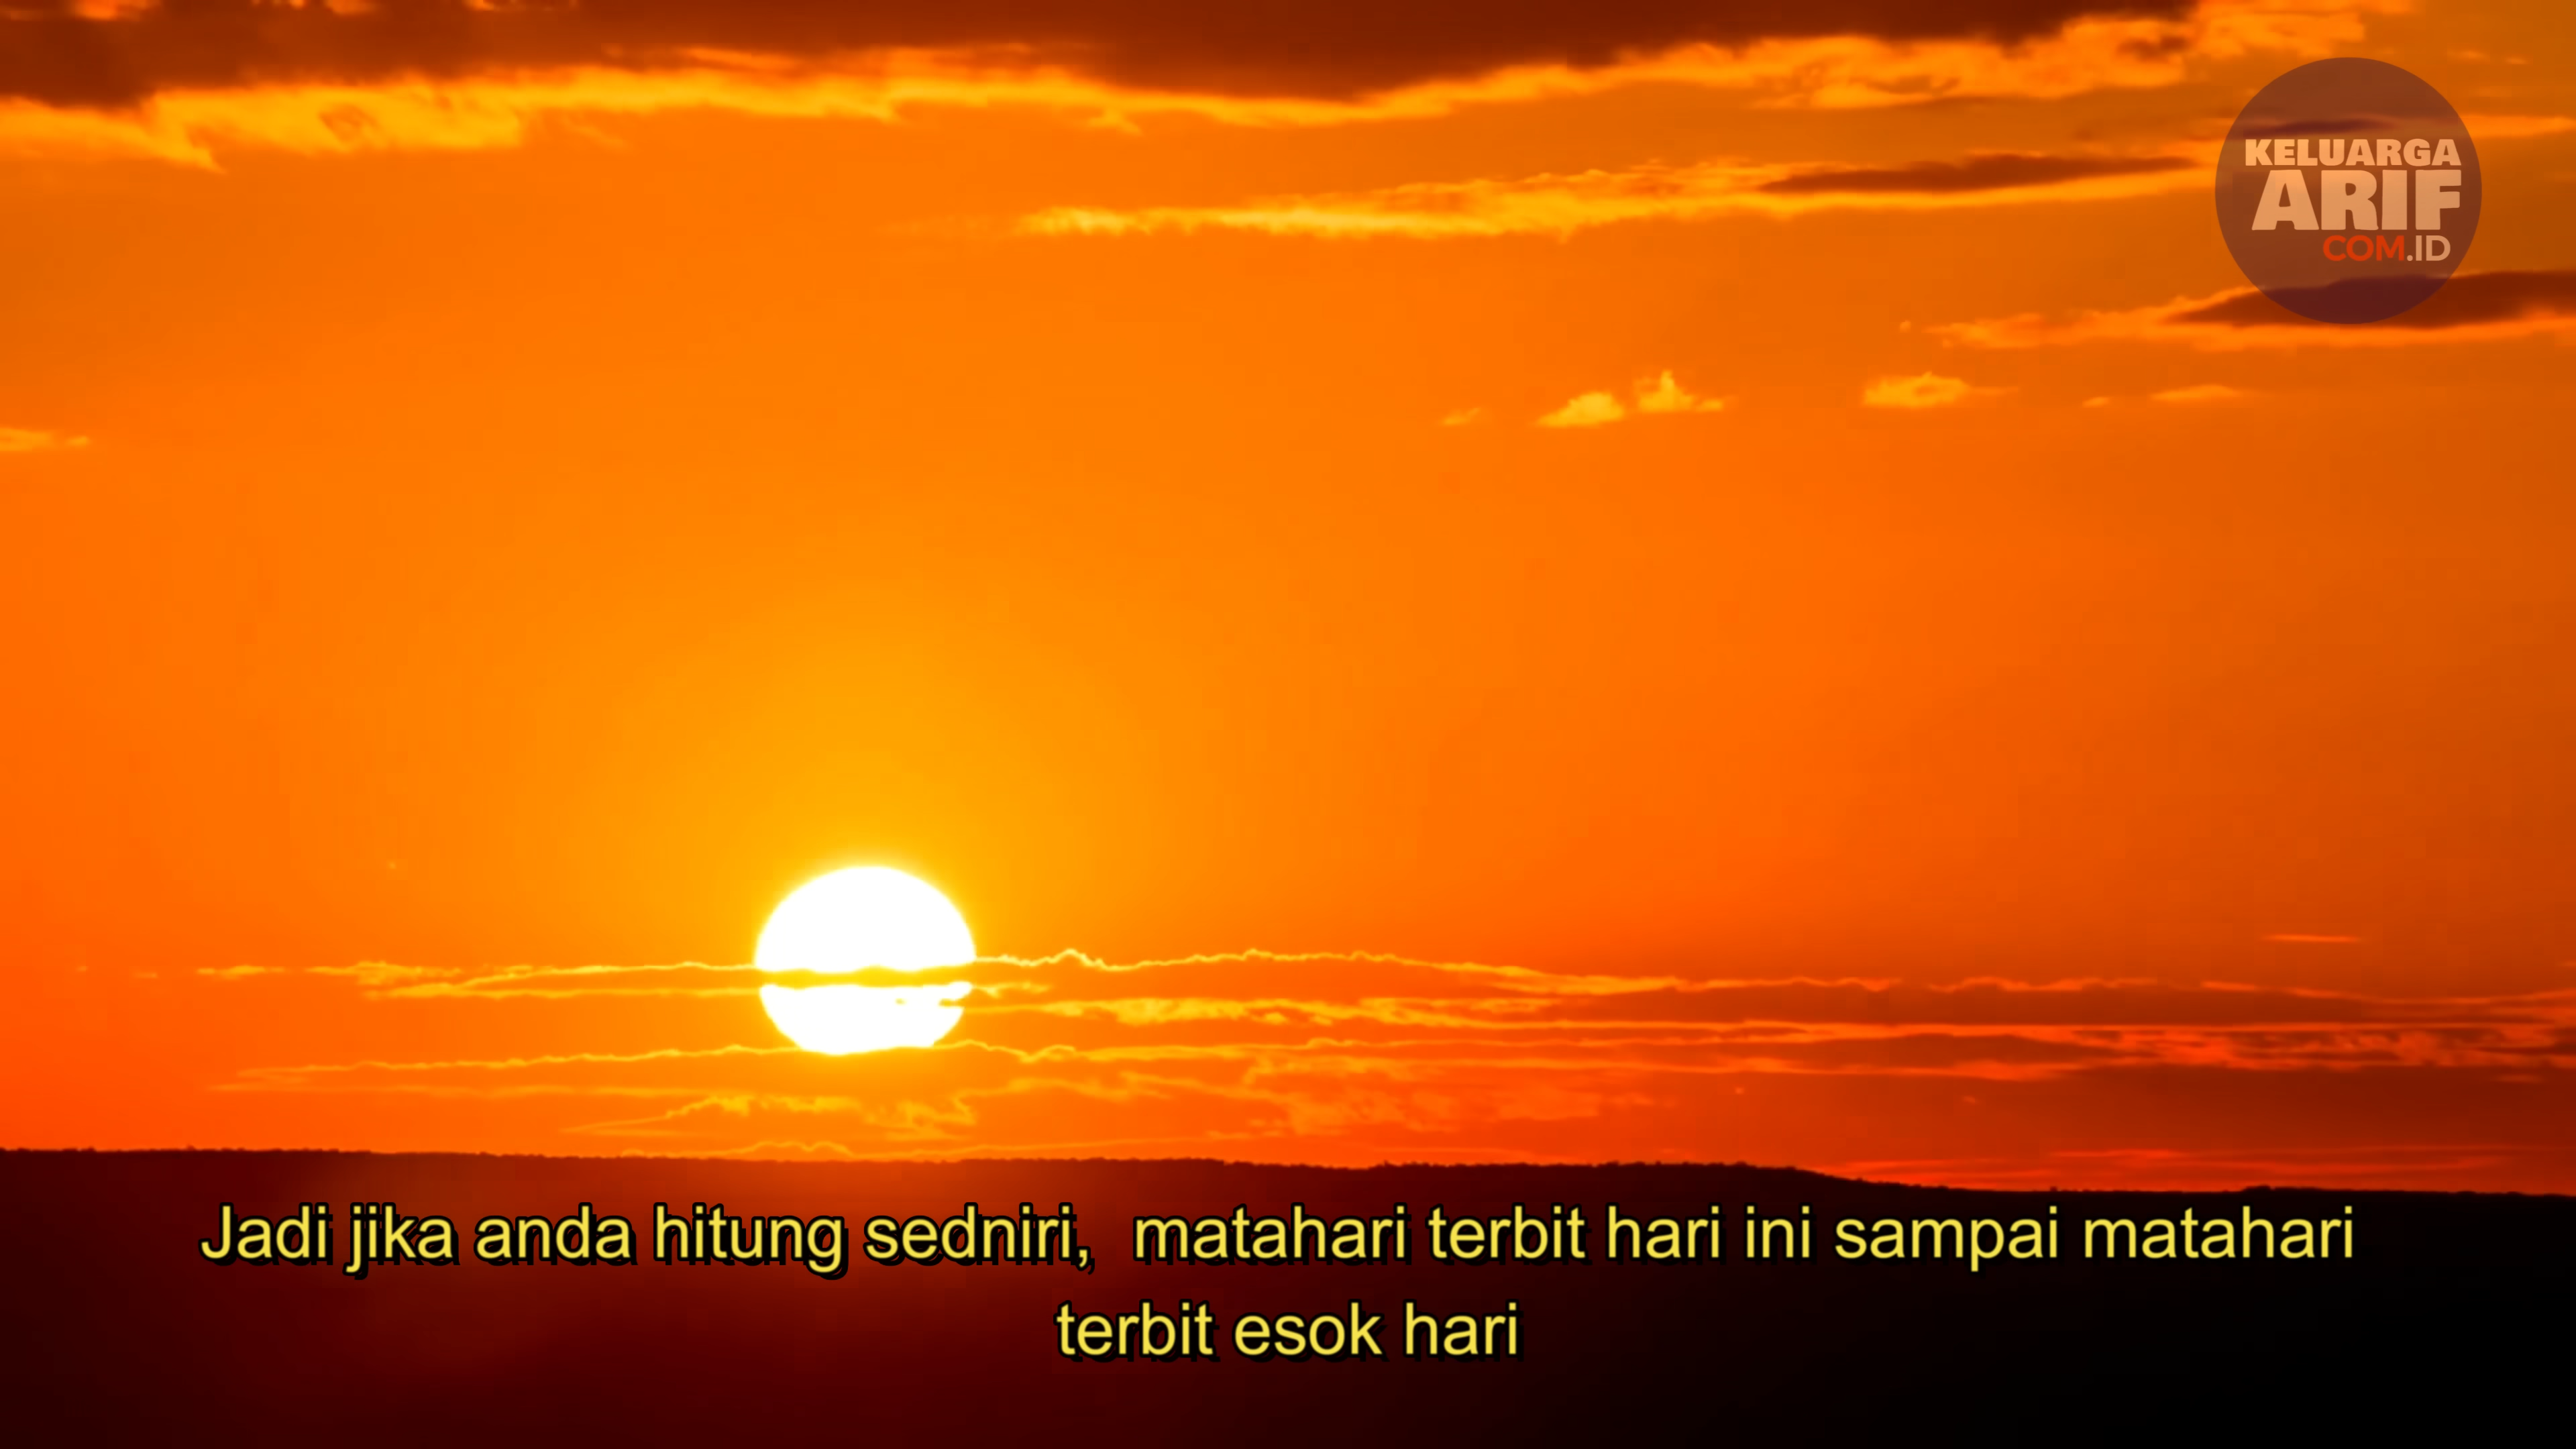 KELUARGA
ARIF
COM.ID
Jadi jika anda hitung sedniri,  matahari terbit hari ini sampai matahari
terbit esok hari